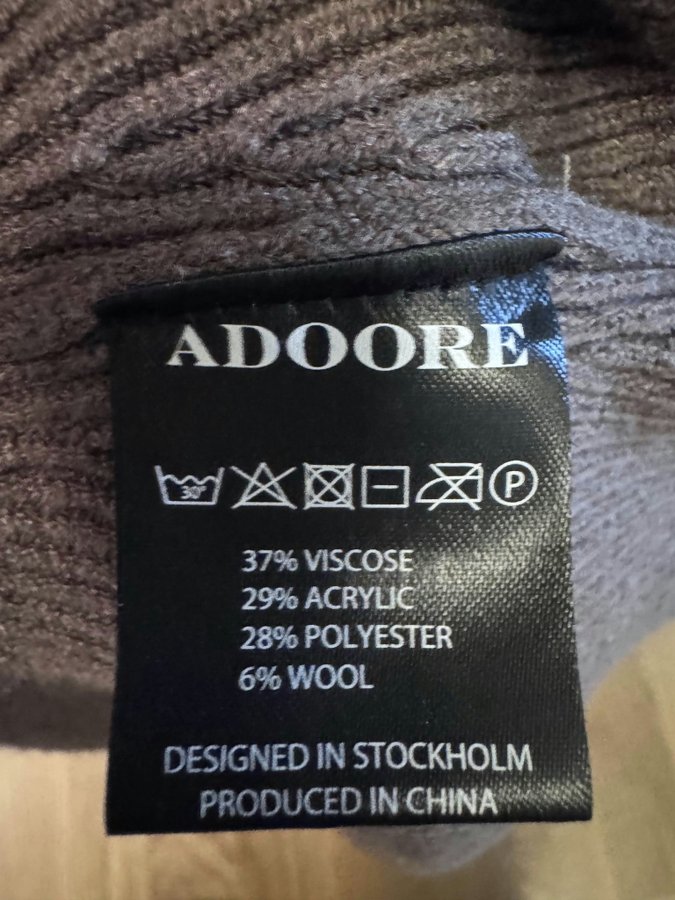 ADOORE
30° P
37% VISCOSE
29% ACRYLIC
28% POLYESTER
6% WOOL
DESIGNED IN STOCKHOLM
PRODUCED IN CHINA